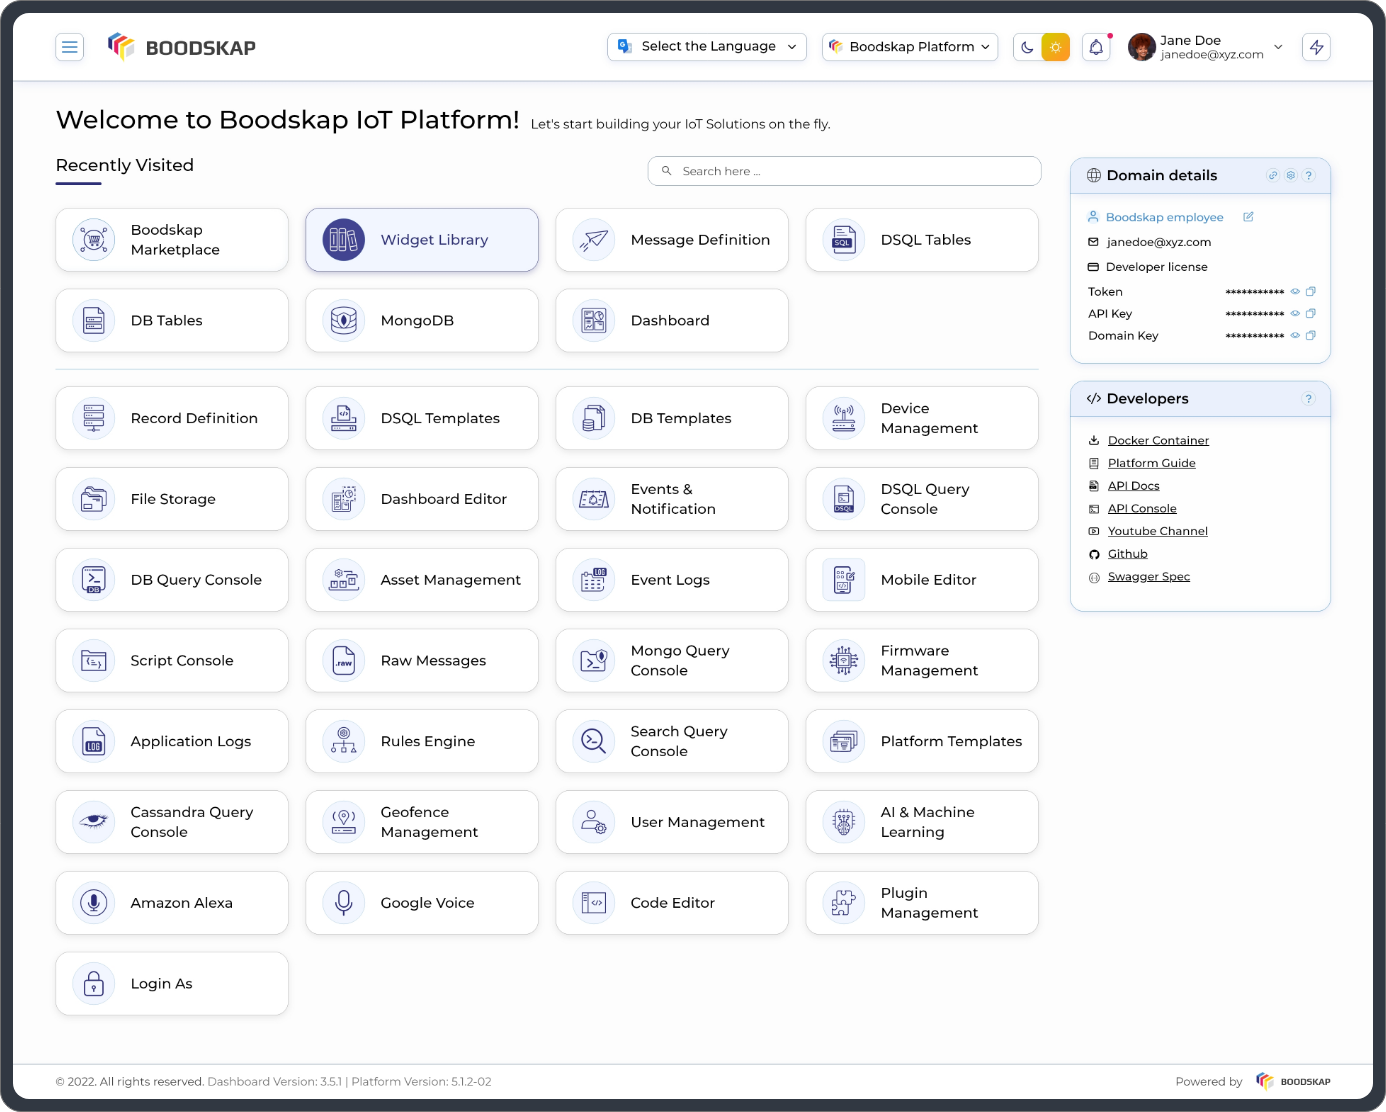 BOODSKAP
Select the Language
Boodskap Platform
Jane Doe
janedoe@xyz.com
Welcome to Boodskap IoT Platform! Let's start building your IoT Solutions on the fly.
Recently Visited
Search here ...
Boodskap
Marketplace
Widget Library
Message Definition
SQL
DSQL Tables
DB Tables
MongoDB
Dashboard
Record Definition
DSQL Templates
DB Templates
Device
Management
File Storage
Dashboard Editor
Events &
Notification
DSQL
DSQL Query
Console
DB
DB Query Console
Asset Management
LOG
Event Logs
Mobile Editor
Script Console
.raw
Raw Messages
Mongo Query
Console
Firmware
Management
LOG
Application Logs
Rules Engine
Search Query
Console
Platform Templates
Cassandra Query
Console
Geofence
Management
User Management
AI & Machine
Learning
Amazon Alexa
Google Voice
Code Editor
Plugin
Management
Login As
Domain details
?
Boodskap employee
janedoe@xyz.com
Developer license
Token ***********
API Key ***********
Domain Key ***********
</> Developers
?
Docker Container
Platform Guide
API Docs
API Console
Youtube Channel
Github
Swagger Spec
© 2022. All rights reserved. Dashboard Version: 3.5.1 | Platform Version: 5.1.2-02
Powered by BOODSKAP